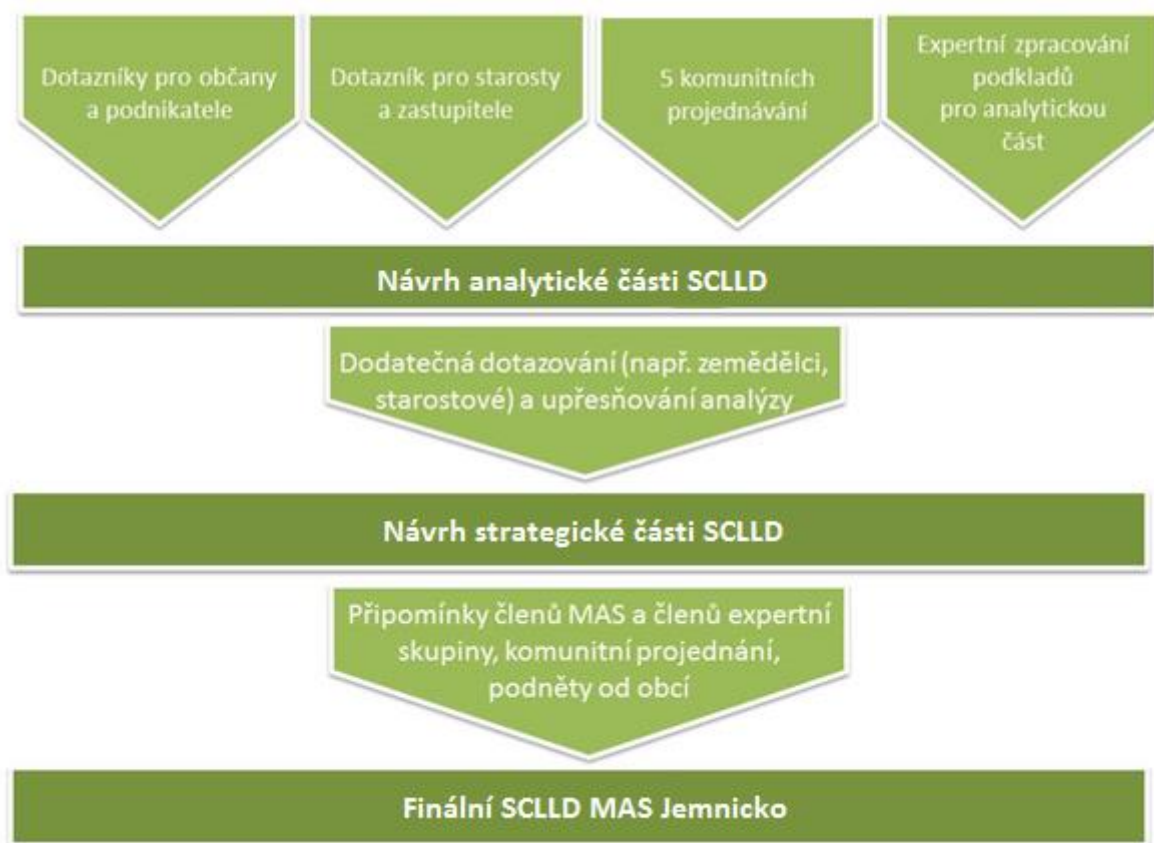 Dotazníky pro občany
a podnikatele
Dotazník pro starosty
a zastupitele
5 komunitních
projednávání
Expertní zpracování
podkladů
pro analytickou
část
Návrh analytické části SCLLD
Dodatečná dotazování (např. zemědělci,
starostové) a upřesňování analýzy
Návrh strategické části SCLLD
Připomínky členů MAS a členů expertní
skupiny, komunitní projednání,
podněty od obcí
Finální SCLLD MAS Jemnicko